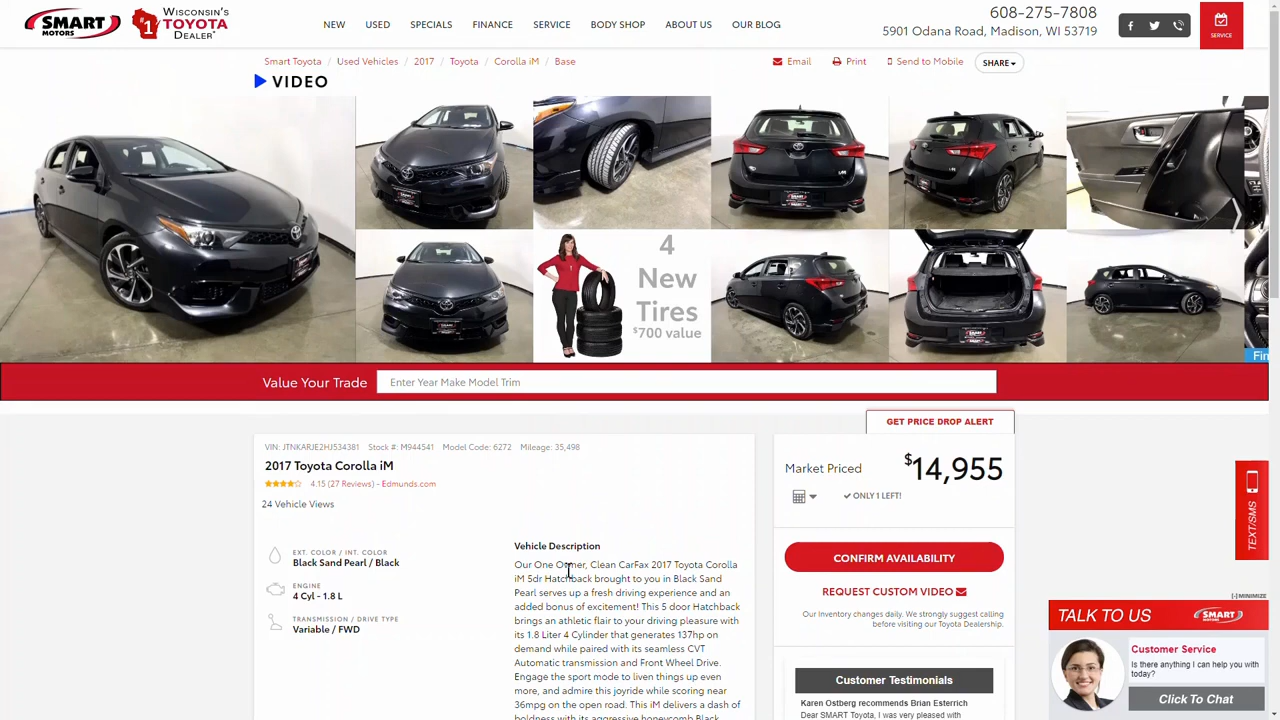 SMART
MOTORS
WISCONSIN'S
#1 TOYOTA
DEALER*
NEW USED SPECIALS FINANCE SERVICE BODY SHOP ABOUT US OUR BLOG
608-275-7808
5901 Odana Road, Madison, WI 53719
SERVICE
Smart Toyota / Used Vehicles / 2017 / Toyota / Corolla iM / Base
Email Print Send to Mobile SHARE
VIDEO
4
New
Tires
$700 value
Fin
Value Your Trade Enter Year Make Model Trim
GET PRICE DROP ALERT
VIN: JTNKARJE2HJ534381 Stock #: M944541 Model Code: 6272 Mileage: 35,498
2017 Toyota Corolla iM
4.15 (27 Reviews) - Edmunds.com
24 Vehicle Views
Market Priced $14,955
ONLY 1 LEFT!
EXT. COLOR / INT. COLOR
Black Sand Pearl / Black
ENGINE
4 Cyl - 1.8 L
TRANSMISSION / DRIVE TYPE
Variable / FWD
Vehicle Description
Our One Owner, Clean CarFax 2017 Toyota Corolla
iM 5dr Hatchback brought to you in Black Sand
Pearl serves up a fresh driving experience and an
added bonus of excitement! This 5 door Hatchback
brings an athletic flair to your driving pleasure with
its 1.8 Liter 4 Cylinder that generates 137hp on
demand while paired with its seamless CVT
Automatic transmission and Front Wheel Drive.
Engage the sport mode to liven things up even
more, and admire this joyride while scoring near
36mpg on the open road. This iM delivers a dash of
boldness with its aggressive honeycomb Black
CONFIRM AVAILABILITY
REQUEST CUSTOM VIDEO
Our Inventory changes daily. We strongly suggest calling
before visiting our Toyota Dealership.
Customer Testimonials
Karen Ostberg recommends Brian Esterrich
Dear SMART Toyota, I was very pleased with
TEXT/SMS
[-] MINIMIZE
TALK TO US SMART
MOTORS
Customer Service
Is there anything I can help you with
today?
Click To Chat